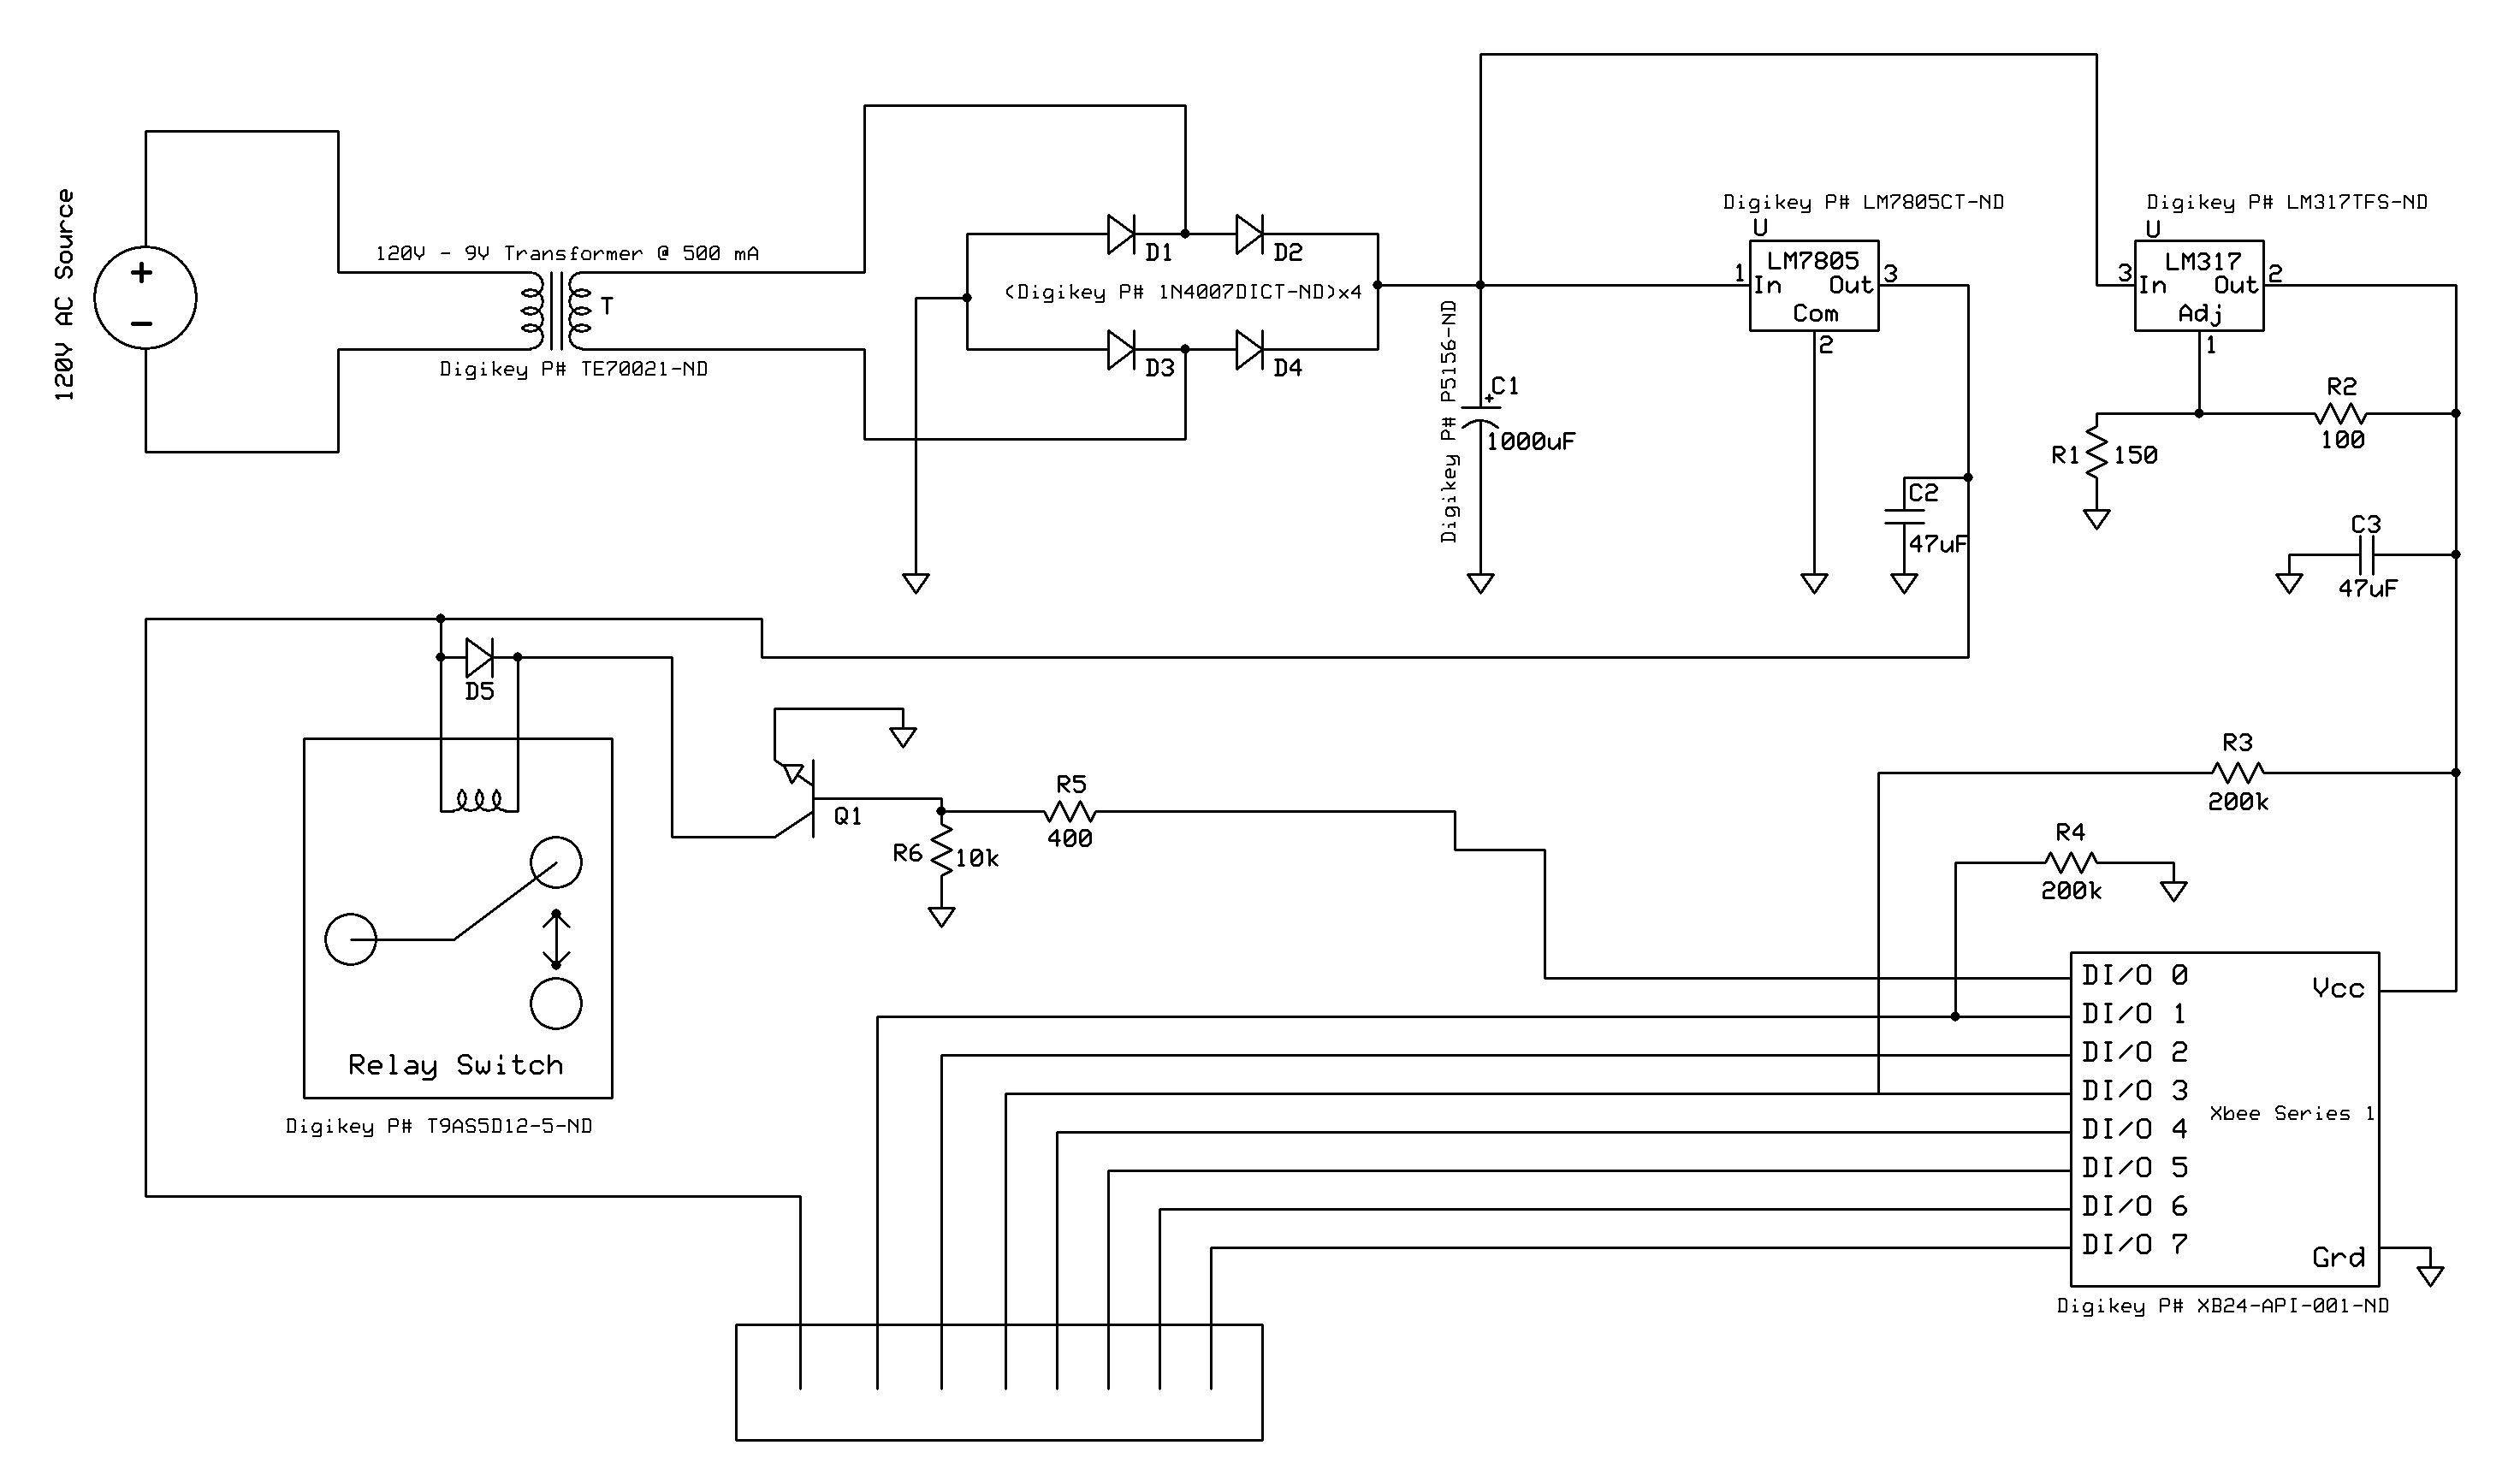 120V AC Source
+
-
120V - 9V Transformer @ 500 mA
T
Digikey P# TE70021-ND
D1
D2
(Digikey P# 1N4007DICT-ND)x4
D3
D4
Digikey P# P5156-ND
+
C1
1000uF
Digikey P# LM7805CT-ND
U
LM7805
1
In
Out
3
Com
2
Digikey P# LM317TFS-ND
U
LM317
3
In
Out
2
Adj
1
R2
100
R1
150
C2
47uF
C3
47uF
D5
Q1
R5
400
R6
10k
R3
200k
R4
200k
Relay Switch
Digikey P# T9AS5D12-5-ND
DI/O 0
Vcc
DI/O 1
DI/O 2
DI/O 3
Xbee Series 1
DI/O 4
DI/O 5
DI/O 6
DI/O 7
Grd
Digikey P# XB24-API-001-ND